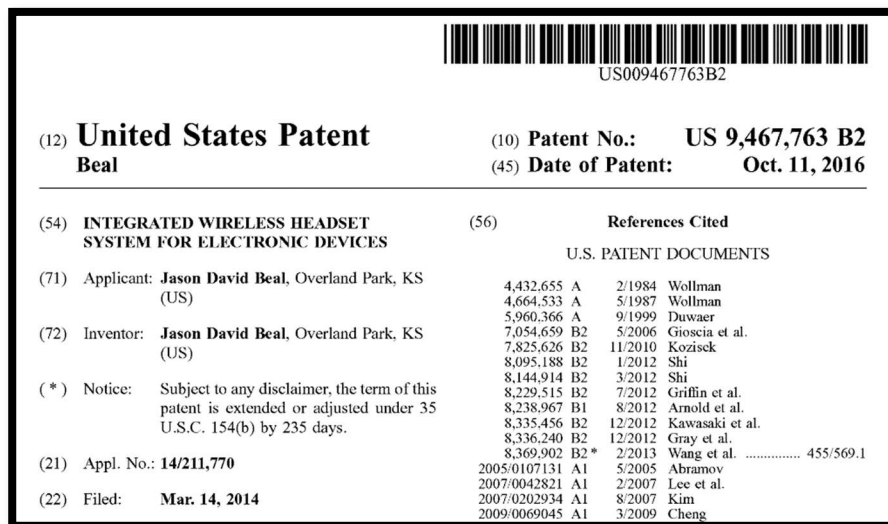 US009467763B2
(12) United States Patent
Beal
(10) Patent No.: US 9,467,763 B2
(45) Date of Patent: Oct. 11, 2016
(54) INTEGRATED WIRELESS HEADSET
SYSTEM FOR ELECTRONIC DEVICES
(71) Applicant: Jason David Beal, Overland Park, KS
(US)
(72) Inventor: Jason David Beal, Overland Park, KS
(US)
( * ) Notice: Subject to any disclaimer, the term of this
patent is extended or adjusted under 35
U.S.C. 154(b) by 235 days.
(21) Appl. No.: 14/211,770
(22) Filed: Mar. 14, 2014
(56) References Cited
U.S. PATENT DOCUMENTS
4,432,655 A 2/1984 Wollman
4,664,533 A 5/1987 Wollman
5,960,366 A 9/1999 Duwaer
7,054,659 B2 5/2006 Gioscia et al.
7,825,626 B2 11/2010 Kozisek
8,095,188 B2 1/2012 Shi
8,144,914 B2 3/2012 Shi
8,229,515 B2 7/2012 Griffin et al.
8,238,967 B1 8/2012 Arnold et al.
8,335,456 B2 12/2012 Kawasaki et al.
8,336,240 B2 12/2012 Gray et al.
8,369,902 B2 * 2/2013 Wang et al. ............... 455/569.1
2005/0107131 A1 5/2005 Abramov
2007/0042821 A1 2/2007 Lee et al.
2007/0202934 A1 8/2007 Kim
2009/0069045 A1 3/2009 Cheng